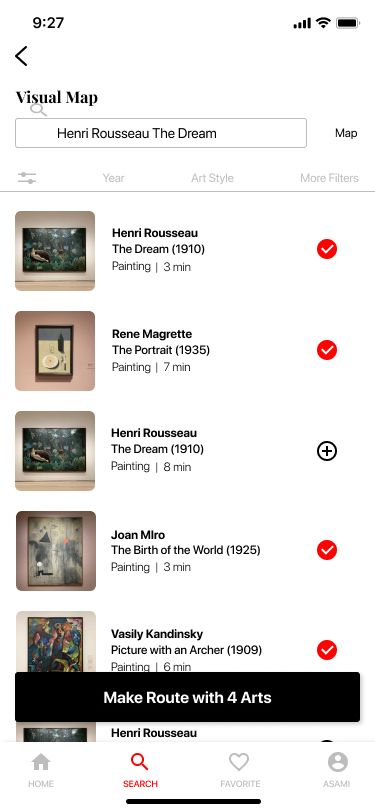 9:27
Visual Map
Henri Rousseau The Dream
Map
Year
Art Style
More Filters
Henri Rousseau
The Dream (1910)
Painting | 3 min
Rene Magrette
The Portrait (1935)
Painting | 7 min
Henri Rousseau
The Dream (1910)
Painting | 8 min
Joan MIro
The Birth of the World (1925)
Painting | 3 min
Vasily Kandinsky
Picture with an Archer (1909)
Painting | 6 min
Make Route with 4 Arts
Henri Rousseau
HOME
SEARCH
FAVORITE
ASAMI